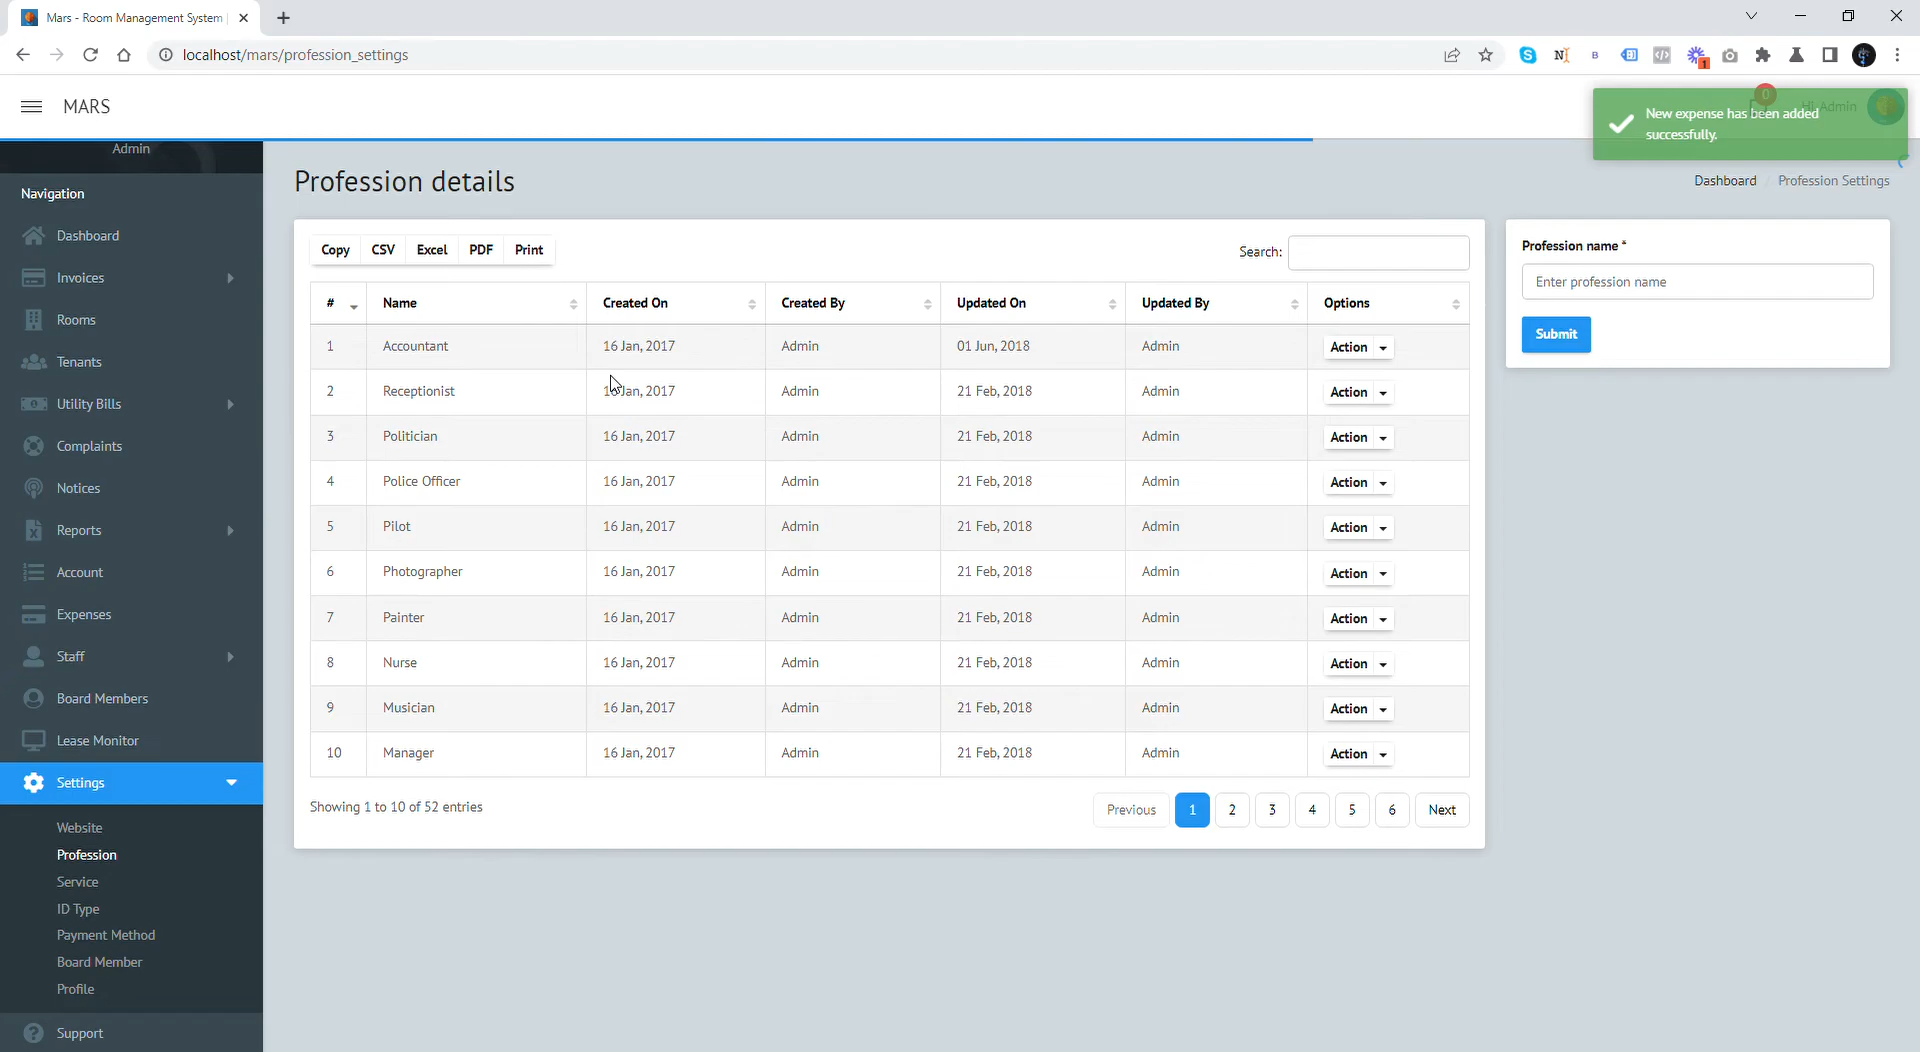 Mars - Room Management System
localhost/mars/profession_settings
1
MARS
0
Hi, Admin
New expense has been added
successfully.
Admin
Navigation
Dashboard
Invoices
Rooms
Tenants
Utility Bills
Complaints
Notices
Reports
Account
Expenses
Staff
Board Members
Lease Monitor
Settings
Website
Profession
Service
ID Type
Payment Method
Board Member
Profile
Support
Profession details
Dashboard Profession Settings
Copy CSV Excel PDF Print
Search:
# Name Created On Created By Updated On Updated By Options
1 Accountant 16 Jan, 2017 Admin 01 Jun, 2018 Admin Action
2 Receptionist 16 Jan, 2017 Admin 21 Feb, 2018 Admin Action
3 Politician 16 Jan, 2017 Admin 21 Feb, 2018 Admin Action
4 Police Officer 16 Jan, 2017 Admin 21 Feb, 2018 Admin Action
5 Pilot 16 Jan, 2017 Admin 21 Feb, 2018 Admin Action
6 Photographer 16 Jan, 2017 Admin 21 Feb, 2018 Admin Action
7 Painter 16 Jan, 2017 Admin 21 Feb, 2018 Admin Action
8 Nurse 16 Jan, 2017 Admin 21 Feb, 2018 Admin Action
9 Musician 16 Jan, 2017 Admin 21 Feb, 2018 Admin Action
10 Manager 16 Jan, 2017 Admin 21 Feb, 2018 Admin Action
Showing 1 to 10 of 52 entries
Previous 1 2 3 4 5 6 Next
Profession name *
Enter profession name
Submit